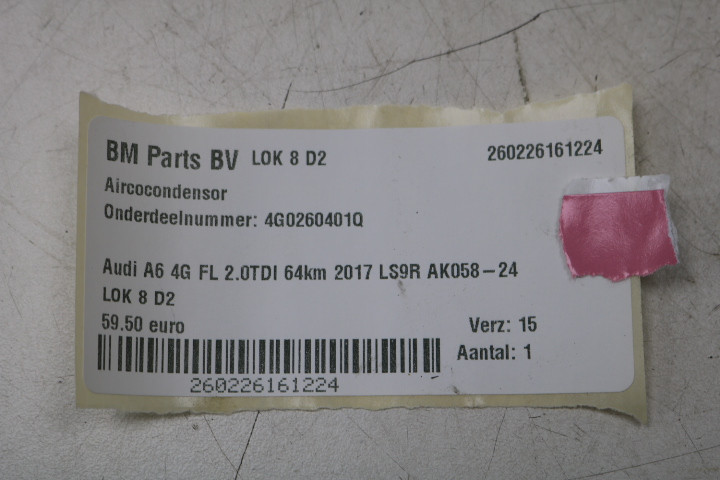 BM Parts BV LOK 8 D2 260226161224
Aircocondensor
Onderdeelnummer: 4G0260401Q
Audi A6 4G FL 2.0TDI 64km 2017 LS9R AK058-24
LOK 8 D2
59.50 euro Verz: 15
Aantal: 1
260226161224